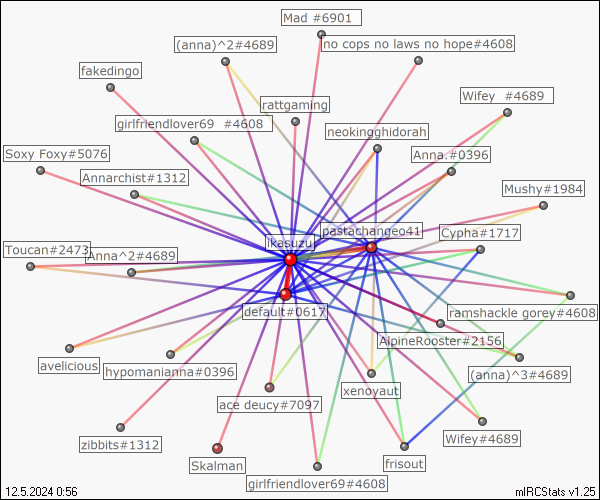 Mad #6901
(anna)^2#4689
no cops no laws no hope#4608
fakedingo
rattgaming
Wifey  #4689
girlfriendlover69  #4608
neokingghidorah
Soxy Foxy#5076
Anna.#0396
Annarchist#1312
Mushy#1984
pastachangeo41
Cypha#1717
ikasuzu
Toucan#2473
Anna^2#4689
default#0617
ramshackle gorey#4608
AlpineRooster#2156
avelicious
hypomanianna#0396
(anna)^3#4689
xenoyaut
ace deucy#7097
zibbits#1312
Wifey#4689
Skalman
frisout
girlfriendlover69#4608
12.5.2024 0:56
mIRCStats v1.25